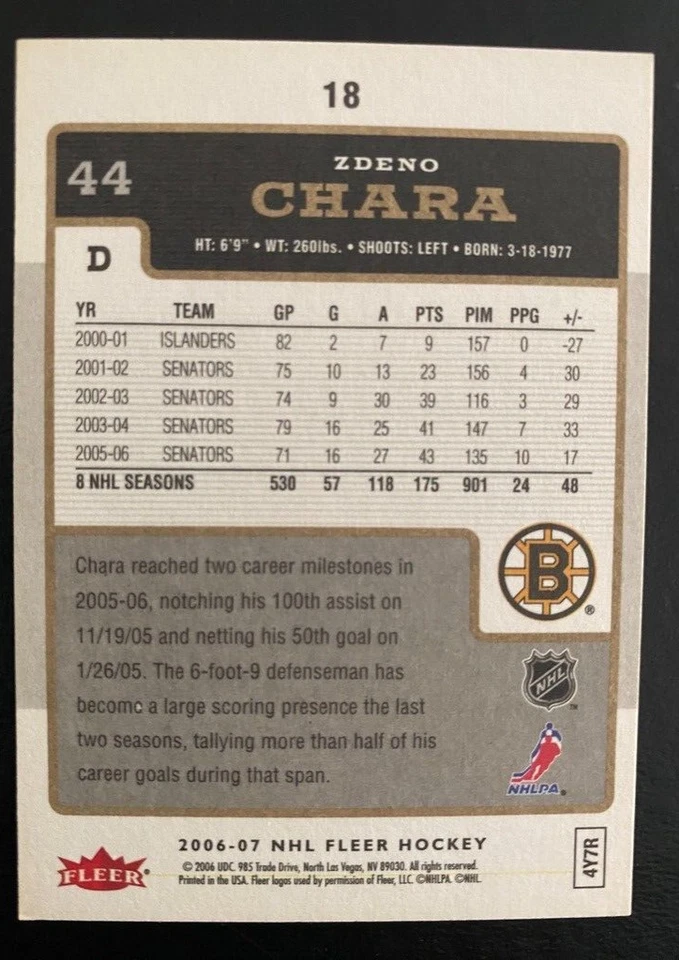 18
44
ZDENO
CHARA
HT: 6'9" • WT: 260lbs. • SHOOTS: LEFT • BORN: 3-18-1977
D
YR TEAM GP G A PTS PIM PPG +/-
2000-01 ISLANDERS 82 2 7 9 157 0 -27
2001-02 SENATORS 75 10 13 23 156 4 30
2002-03 SENATORS 74 9 30 39 116 3 29
2003-04 SENATORS 79 16 25 41 147 7 33
2005-06 SENATORS 71 16 27 43 135 10 17
8 NHL SEASONS 530 57 118 175 901 24 48
B
®
Chara reached two career milestones in
2005-06, notching his 100th assist on
11/19/05 and netting his 50th goal on
1/26/05. The 6-foot-9 defenseman has
become a large scoring presence the last
two seasons, tallying more than half of his
career goals during that span.
NHL
™
NHLPA®
2006-07 NHL FLEER HOCKEY
© 2006 UDC. 985 Trade Drive, North Las Vegas, NV 89030. All rights reserved.
Printed in the USA. Fleer logos used by permission of Fleer, LLC. ©NHLPA. ©NHL.
FLEER®
4Y7R